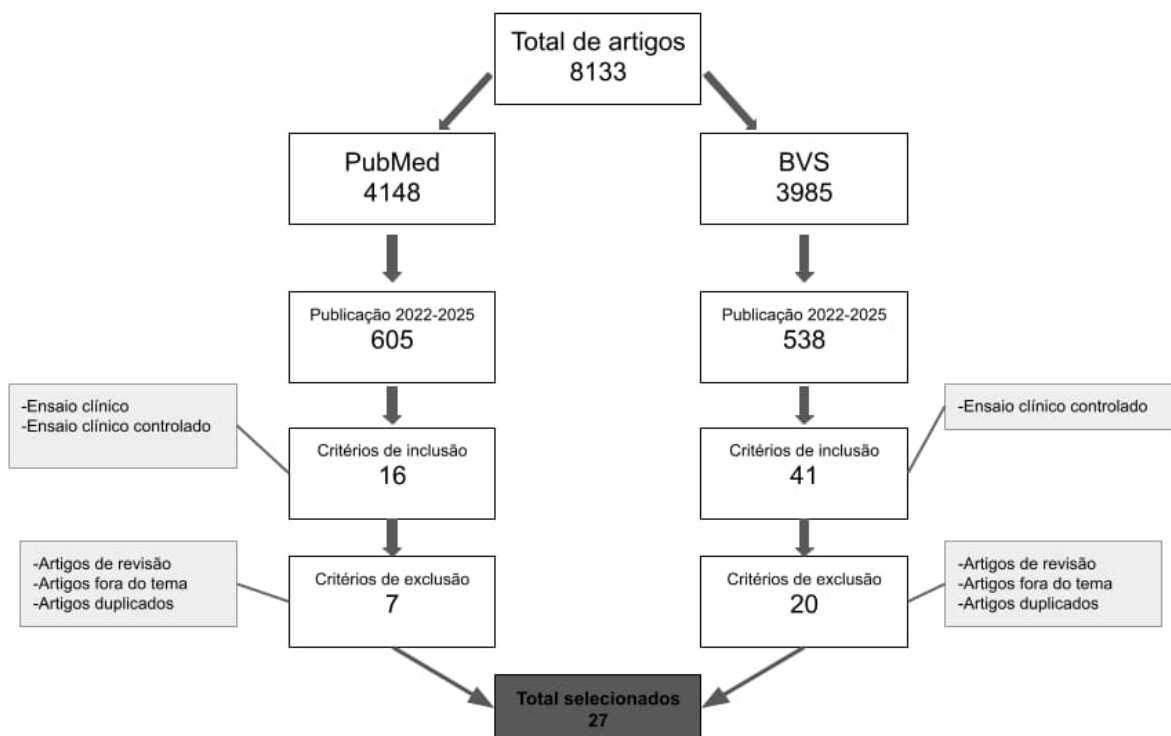 Total de artigos
8133
PubMed
4148
BVS
3985
Publicação 2022-2025
605
Publicação 2022-2025
538
-Ensaio clínico
-Ensaio clínico controlado
Critérios de inclusão
16
Critérios de inclusão
41
-Ensaio clínico controlado
-Artigos de revisão
-Artigos fora do tema
-Artigos duplicados
Critérios de exclusão
7
Critérios de exclusão
20
-Artigos de revisão
-Artigos fora do tema
-Artigos duplicados
Total selecionados
27